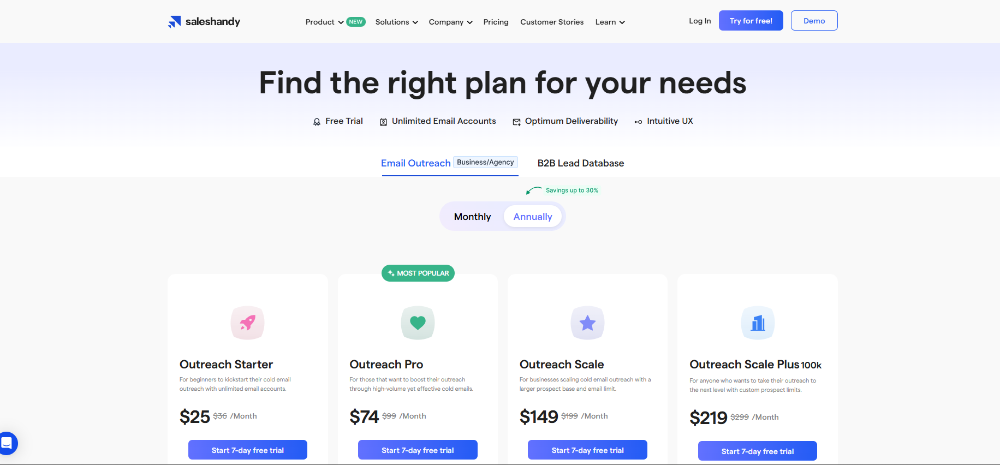 saleshandy
Product NEW Solutions Company Pricing Customer Stories Learn Log In Try for free! Demo
Find the right plan for your needs
Free Trial Unlimited Email Accounts Optimum Deliverability Intuitive UX
Email Outreach Business/Agency B2B Lead Database
Savings up to 30%
Monthly Annually
MOST POPULAR
Outreach Starter
For beginners to kickstart their cold email
outreach with unlimited email accounts.
$25 $36 /Month
Start 7-day free trial
Outreach Pro
For those that want to boost their outreach
through high-volume yet effective cold emails.
$74 $99 /Month
Start 7-day free trial
Outreach Scale
For businesses scaling cold email outreach with a
larger prospect base and email limit.
$149 $199 /Month
Start 7-day free trial
Outreach Scale Plus 100k
For anyone who wants to take their outreach to
the next level with custom prospect limits.
$219 $299 /Month
Start 7-day free trial